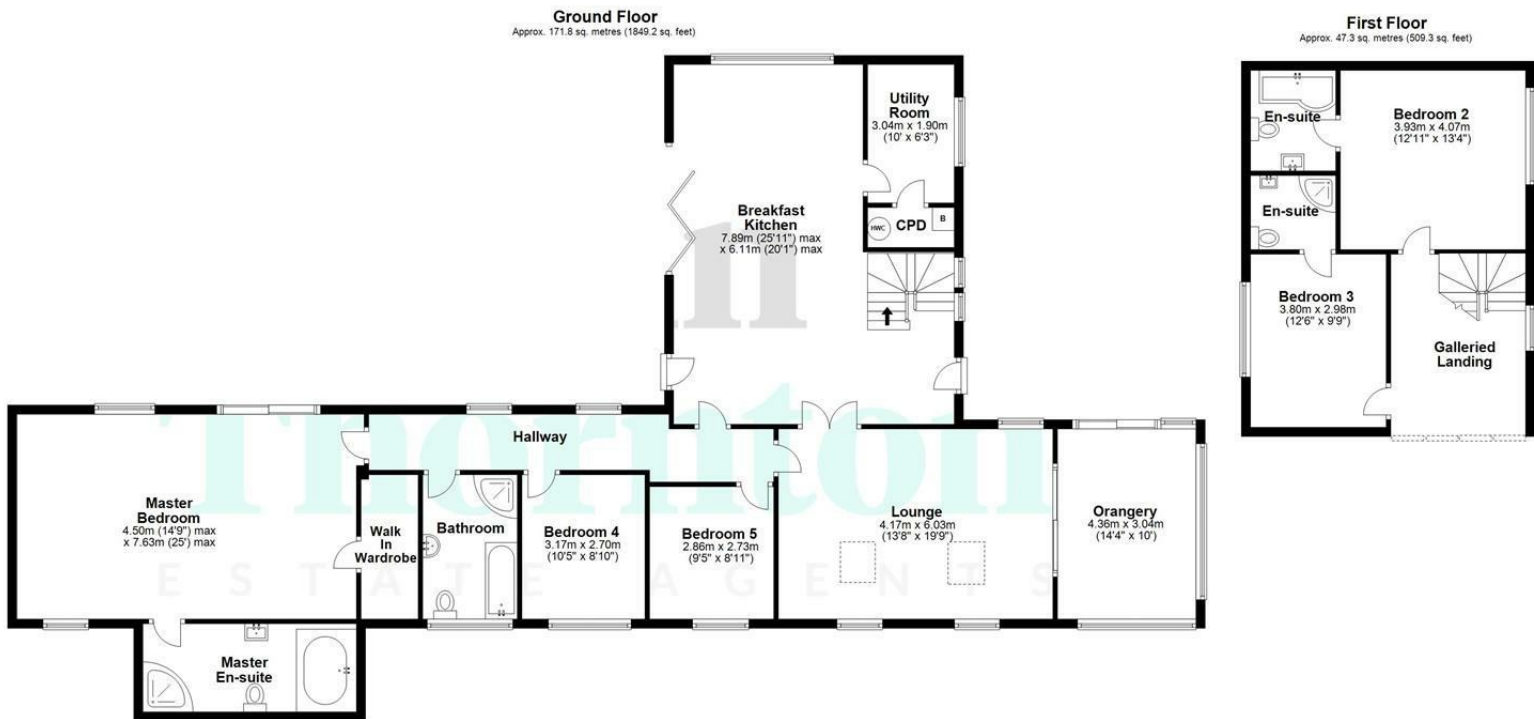 Ground Floor
Approx. 171.8 sq. metres (1849.2 sq. feet)
First Floor
Approx. 47.3 sq. metres (509.3 sq. feet)
Utility
Room
3.04m x 1.90m
(10' x 6'3")
Breakfast
Kitchen
7.89m (25'11") max
x 6.11m (20'1") max
HWC
CPD
B
Hallway
Master
Bedroom
4.50m (14'9") max
x 7.63m (25') max
Walk
In
Wardrobe
Bathroom
Bedroom 4
3.17m x 2.70m
(10'5" x 8'10")
Bedroom 5
2.86m x 2.73m
(9'5" x 8'11")
Lounge
4.17m x 6.03m
(13'8" x 19'9")
Orangery
4.36m x 3.04m
(14'4" x 10')
Master
En-suite
En-suite
Bedroom 2
3.93m x 4.07m
(12'11" x 13'4")
En-suite
Bedroom 3
3.80m x 2.98m
(12'6" x 9'9")
Galleried
Landing
Thornton
ESTATE AGENTS